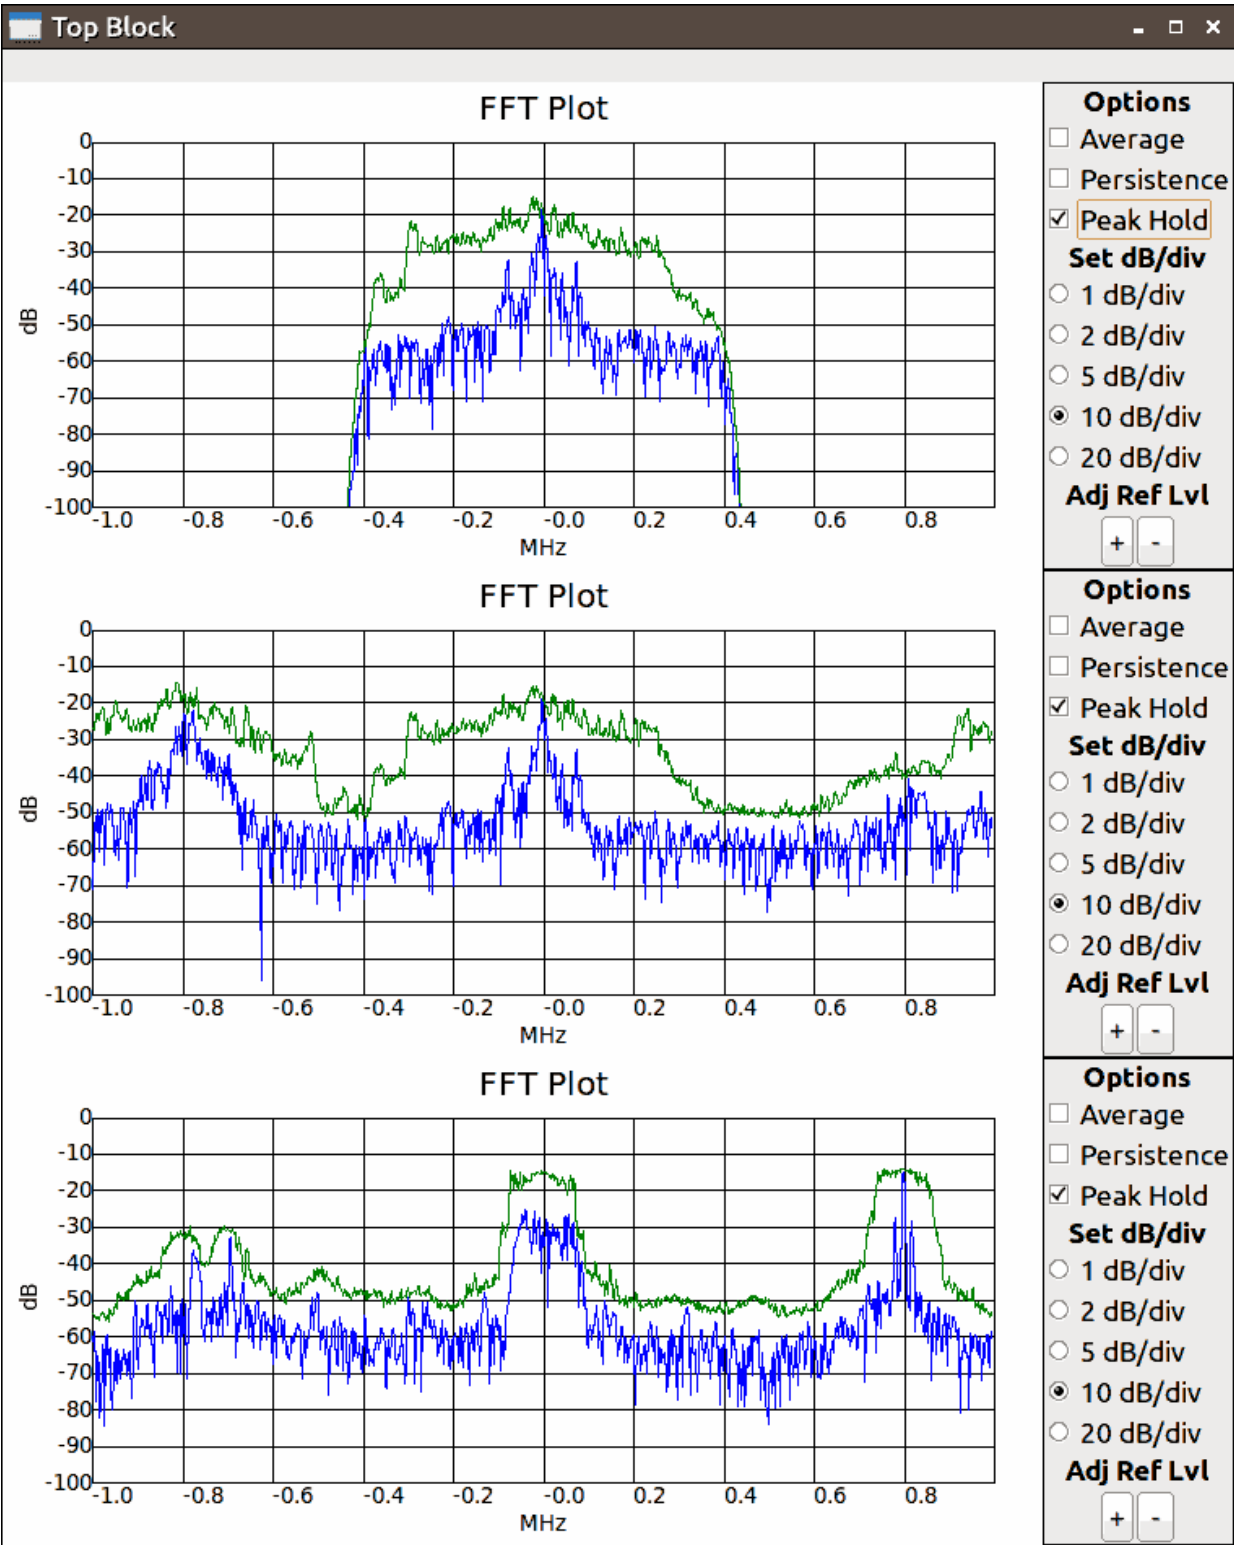 Top Block
FFT Plot
0
-10
-20
-30
-40
-50
-60
-70
-80
-90
-100
dB
-1.0 -0.8 -0.6 -0.4 -0.2 -0.0 0.2 0.4 0.6 0.8
MHz
Options
Average
Persistence
Peak Hold
Set dB/div
1 dB/div
2 dB/div
5 dB/div
10 dB/div
20 dB/div
Adj Ref Lvl
+ -
FFT Plot
0
-10
-20
-30
-40
-50
-60
-70
-80
-90
-100
dB
-1.0 -0.8 -0.6 -0.4 -0.2 -0.0 0.2 0.4 0.6 0.8
MHz
Options
Average
Persistence
Peak Hold
Set dB/div
1 dB/div
2 dB/div
5 dB/div
10 dB/div
20 dB/div
Adj Ref Lvl
+ -
FFT Plot
0
-10
-20
-30
-40
-50
-60
-70
-80
-90
-100
dB
-1.0 -0.8 -0.6 -0.4 -0.2 -0.0 0.2 0.4 0.6 0.8
MHz
Options
Average
Persistence
Peak Hold
Set dB/div
1 dB/div
2 dB/div
5 dB/div
10 dB/div
20 dB/div
Adj Ref Lvl
+ -